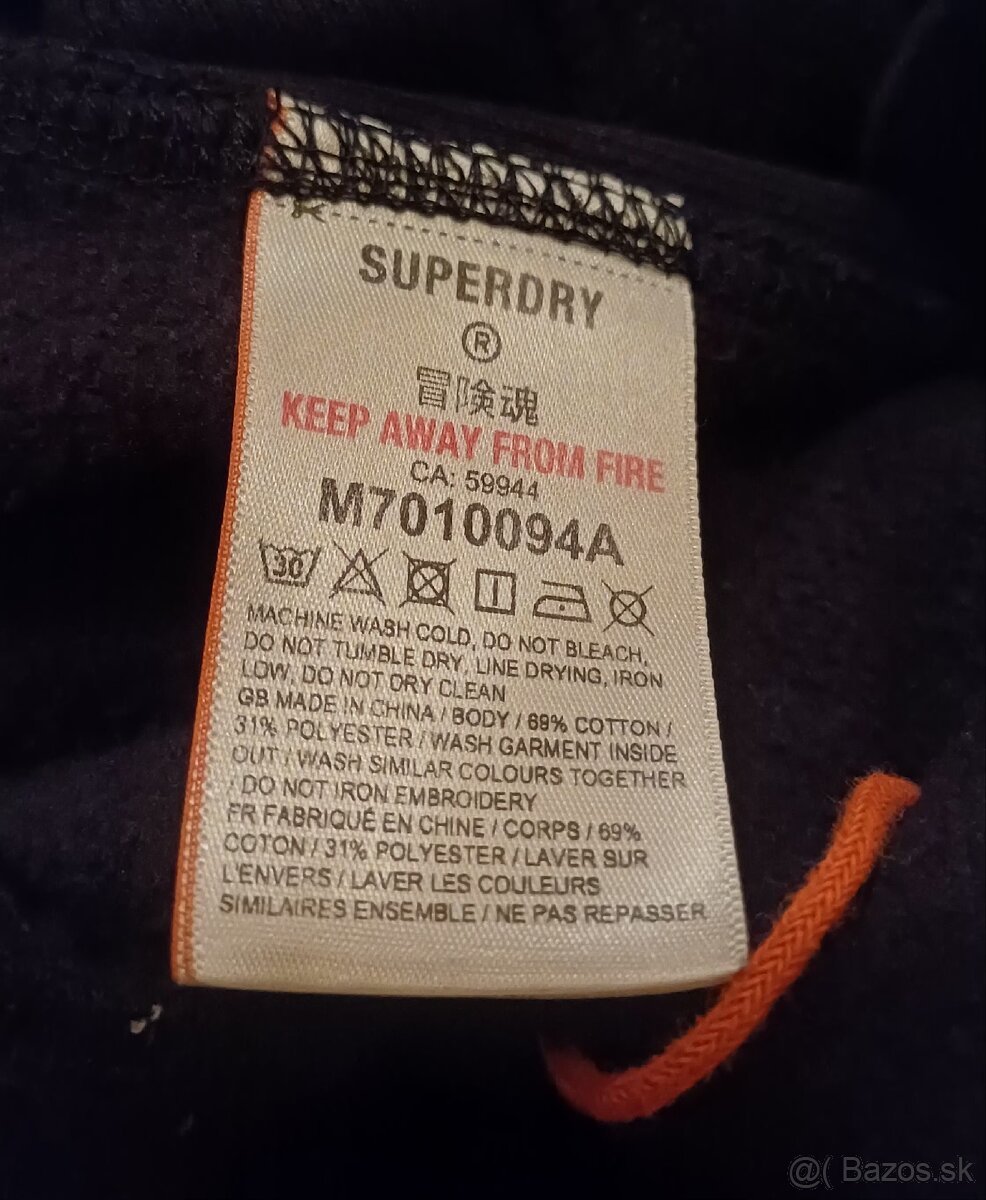 SUPERDRY
®
冒険魂
KEEP AWAY FROM FIRE
CA: 59944
M7010094A
30
MACHINE WASH COLD, DO NOT BLEACH,
DO NOT TUMBLE DRY, LINE DRYING, IRON
LOW, DO NOT DRY CLEAN
GB MADE IN CHINA / BODY / 69% COTTON /
31% POLYESTER / WASH GARMENT INSIDE
OUT / WASH SIMILAR COLOURS TOGETHER
/ DO NOT IRON EMBROIDERY
FR FABRIQUÉ EN CHINE / CORPS / 69%
COTON / 31% POLYESTER / LAVER SUR
L'ENVERS / LAVER LES COULEURS
SIMILAIRES ENSEMBLE / NE PAS REPASSER
@( Bazos.sk